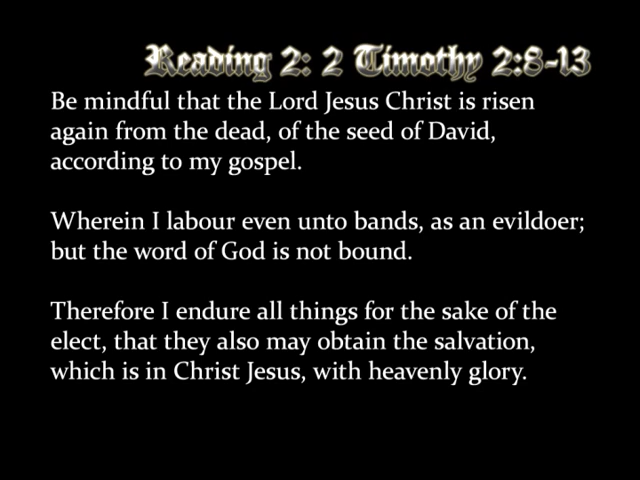 Reading 2: 2 Timothy 2:8-13
Be mindful that the Lord Jesus Christ is risen
again from the dead, of the seed of David,
according to my gospel.
Wherein I labour even unto bands, as an evildoer;
but the word of God is not bound.
Therefore I endure all things for the sake of the
elect, that they also may obtain the salvation,
which is in Christ Jesus, with heavenly glory.